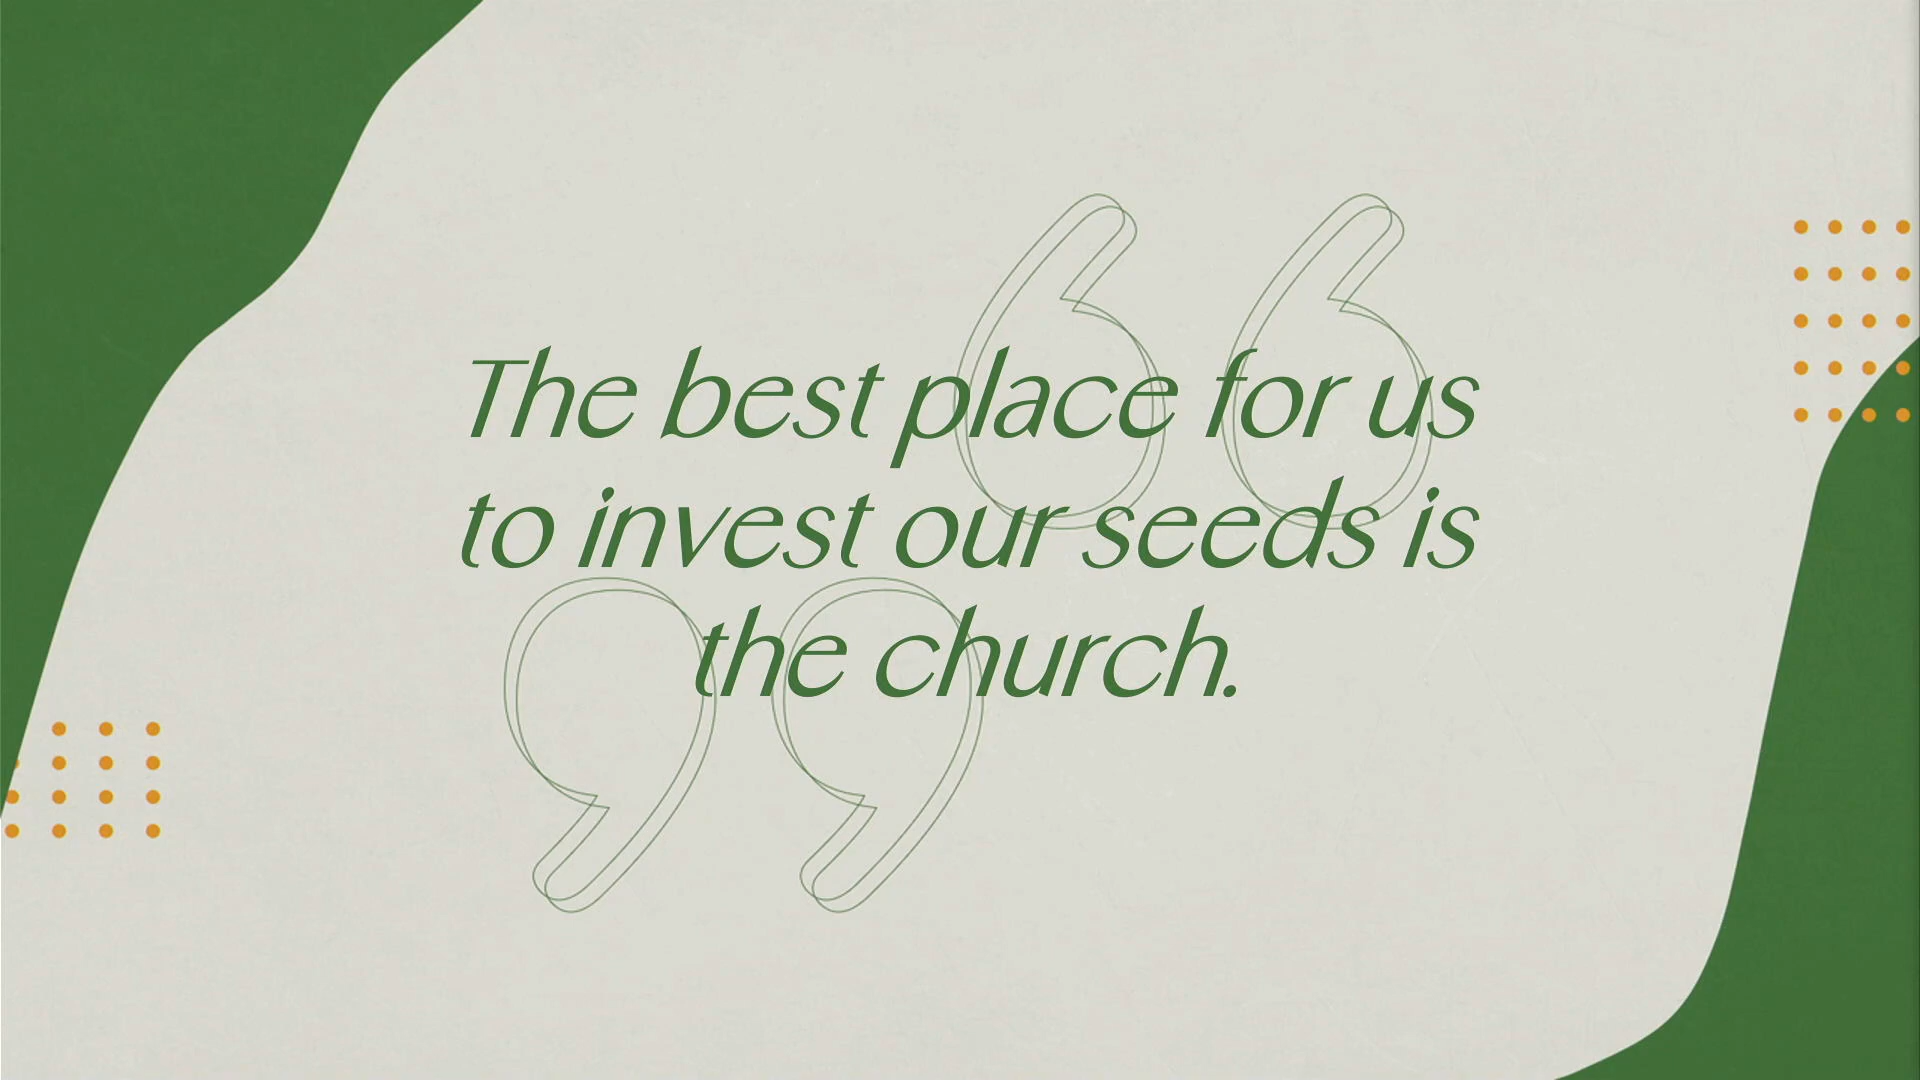 The best place for us
to invest our seeds is
the church.